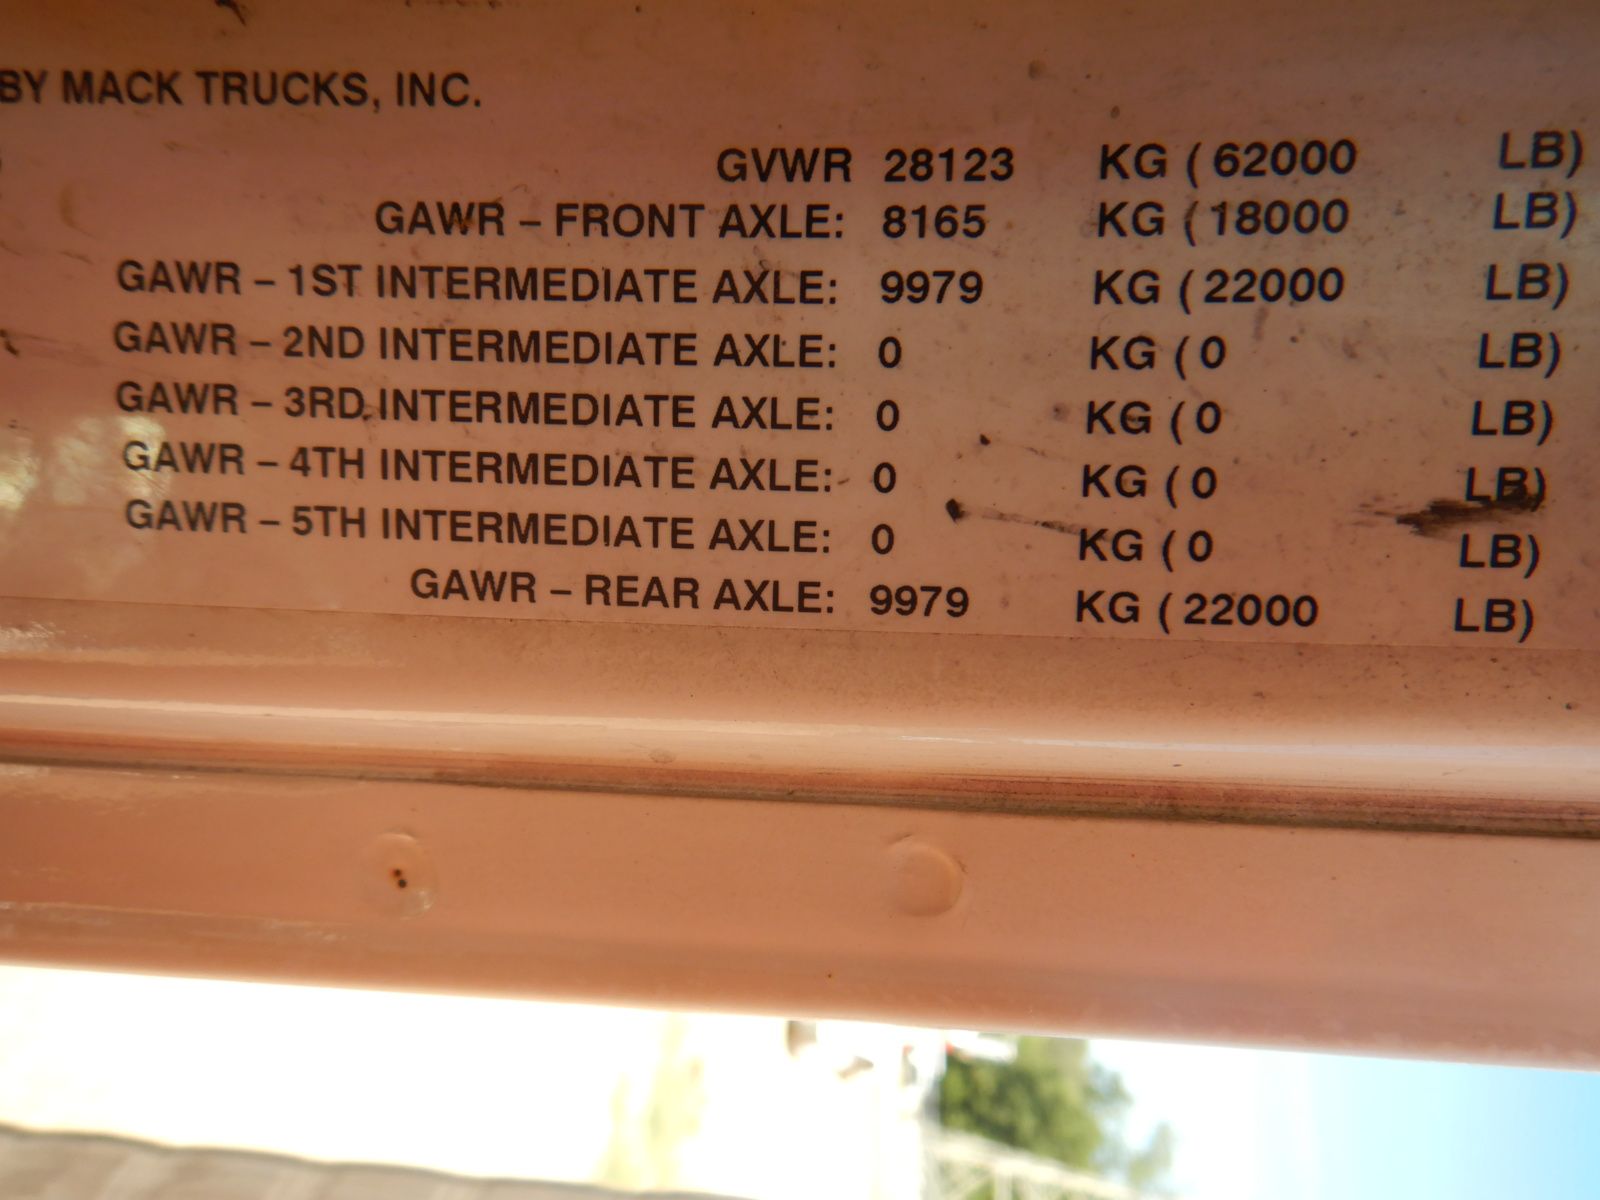 BY MACK TRUCKS, INC.
GVWR 28123 KG ( 62000 LB)
GAWR – FRONT AXLE: 8165 KG ( 18000 LB)
GAWR – 1ST INTERMEDIATE AXLE: 9979 KG ( 22000 LB)
GAWR – 2ND INTERMEDIATE AXLE: 0 KG ( 0 LB)
GAWR – 3RD INTERMEDIATE AXLE: 0 KG ( 0 LB)
GAWR – 4TH INTERMEDIATE AXLE: 0 KG ( 0 LB)
GAWR – 5TH INTERMEDIATE AXLE: 0 KG ( 0 LB)
GAWR – REAR AXLE: 9979 KG ( 22000 LB)